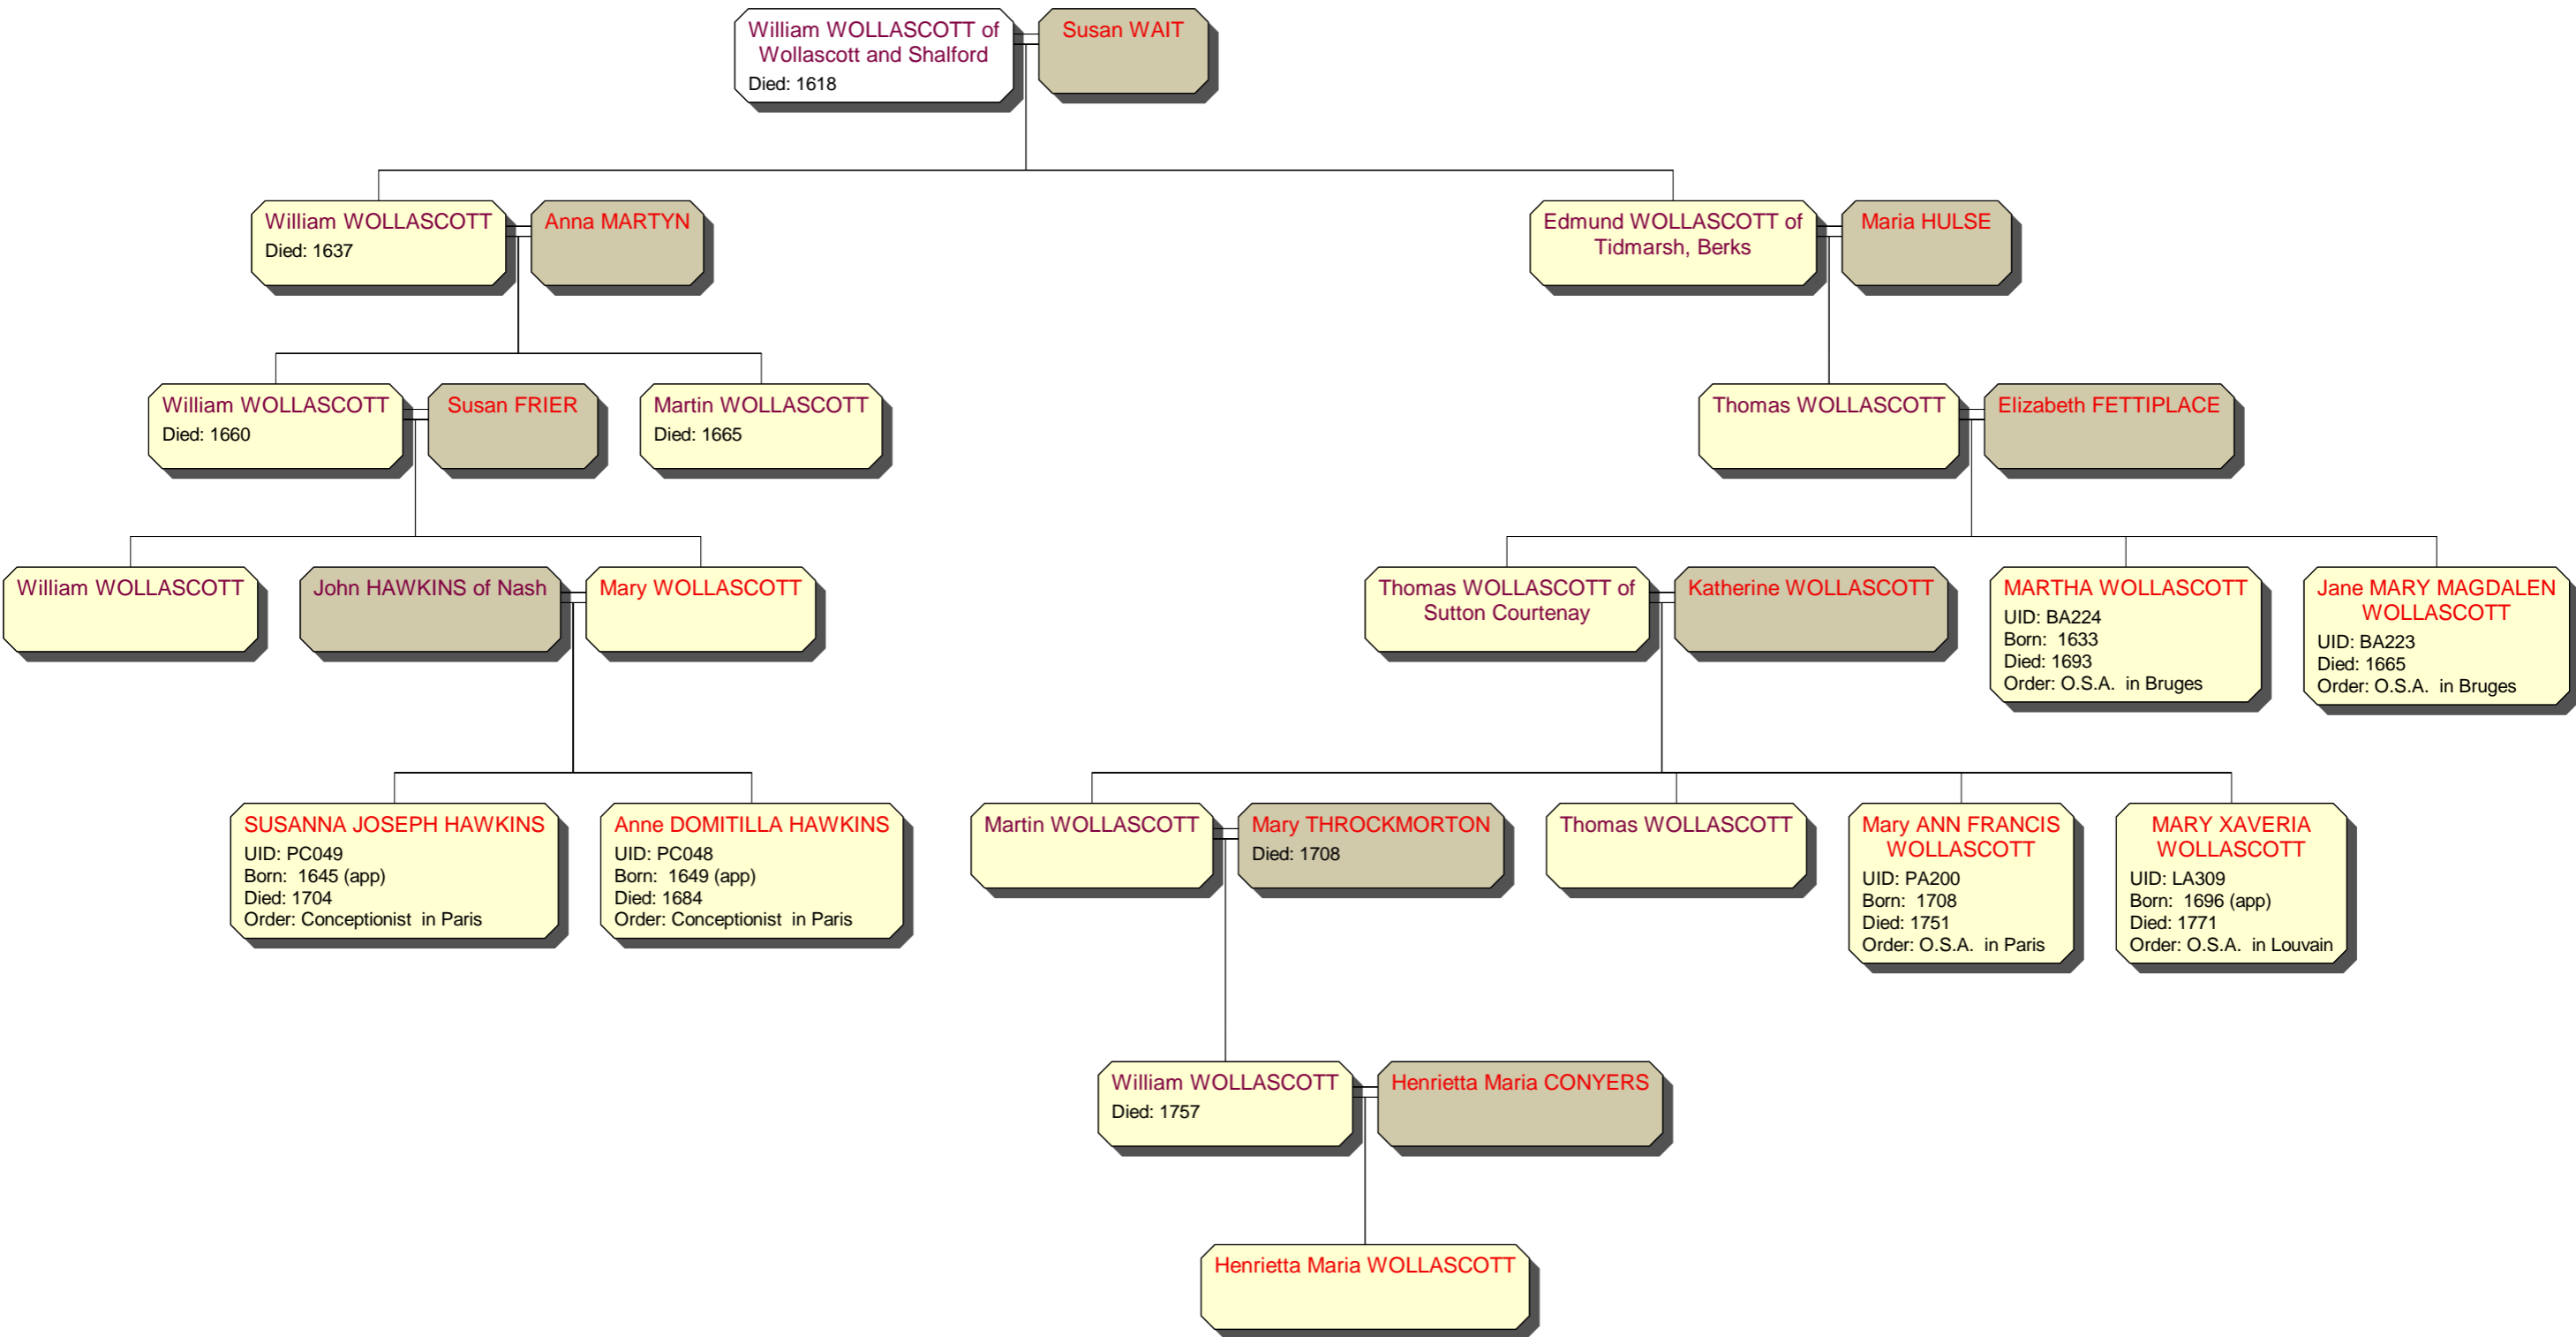 William WOLLASCOTT of
Wollascott and Shalford
Died: 1618
Susan WAIT
William WOLLASCOTT
Died: 1637
Anna MARTYN
Edmund WOLLASCOTT of
Tidmarsh, Berks
Maria HULSE
William WOLLASCOTT
Died: 1660
Susan FRIER
Martin WOLLASCOTT
Died: 1665
Thomas WOLLASCOTT
Elizabeth FETTIPLACE
William WOLLASCOTT
John HAWKINS of Nash
Mary WOLLASCOTT
Thomas WOLLASCOTT of
Sutton Courtenay
Katherine WOLLASCOTT
MARTHA WOLLASCOTT
UID: BA224
Born: 1633
Died: 1693
Order: O.S.A. in Bruges
Jane MARY MAGDALEN
WOLLASCOTT
UID: BA223
Died: 1665
Order: O.S.A. in Bruges
SUSANNA JOSEPH HAWKINS
UID: PC049
Born: 1645 (app)
Died: 1704
Order: Conceptionist in Paris
Anne DOMITILLA HAWKINS
UID: PC048
Born: 1649 (app)
Died: 1684
Order: Conceptionist in Paris
Martin WOLLASCOTT
Mary THROCKMORTON
Died: 1708
Thomas WOLLASCOTT
Mary ANN FRANCIS
WOLLASCOTT
UID: PA200
Born: 1708
Died: 1751
Order: O.S.A. in Paris
MARY XAVERIA
WOLLASCOTT
UID: LA309
Born: 1696 (app)
Died: 1771
Order: O.S.A. in Louvain
William WOLLASCOTT
Died: 1757
Henrietta Maria CONYERS
Henrietta Maria WOLLASCOTT